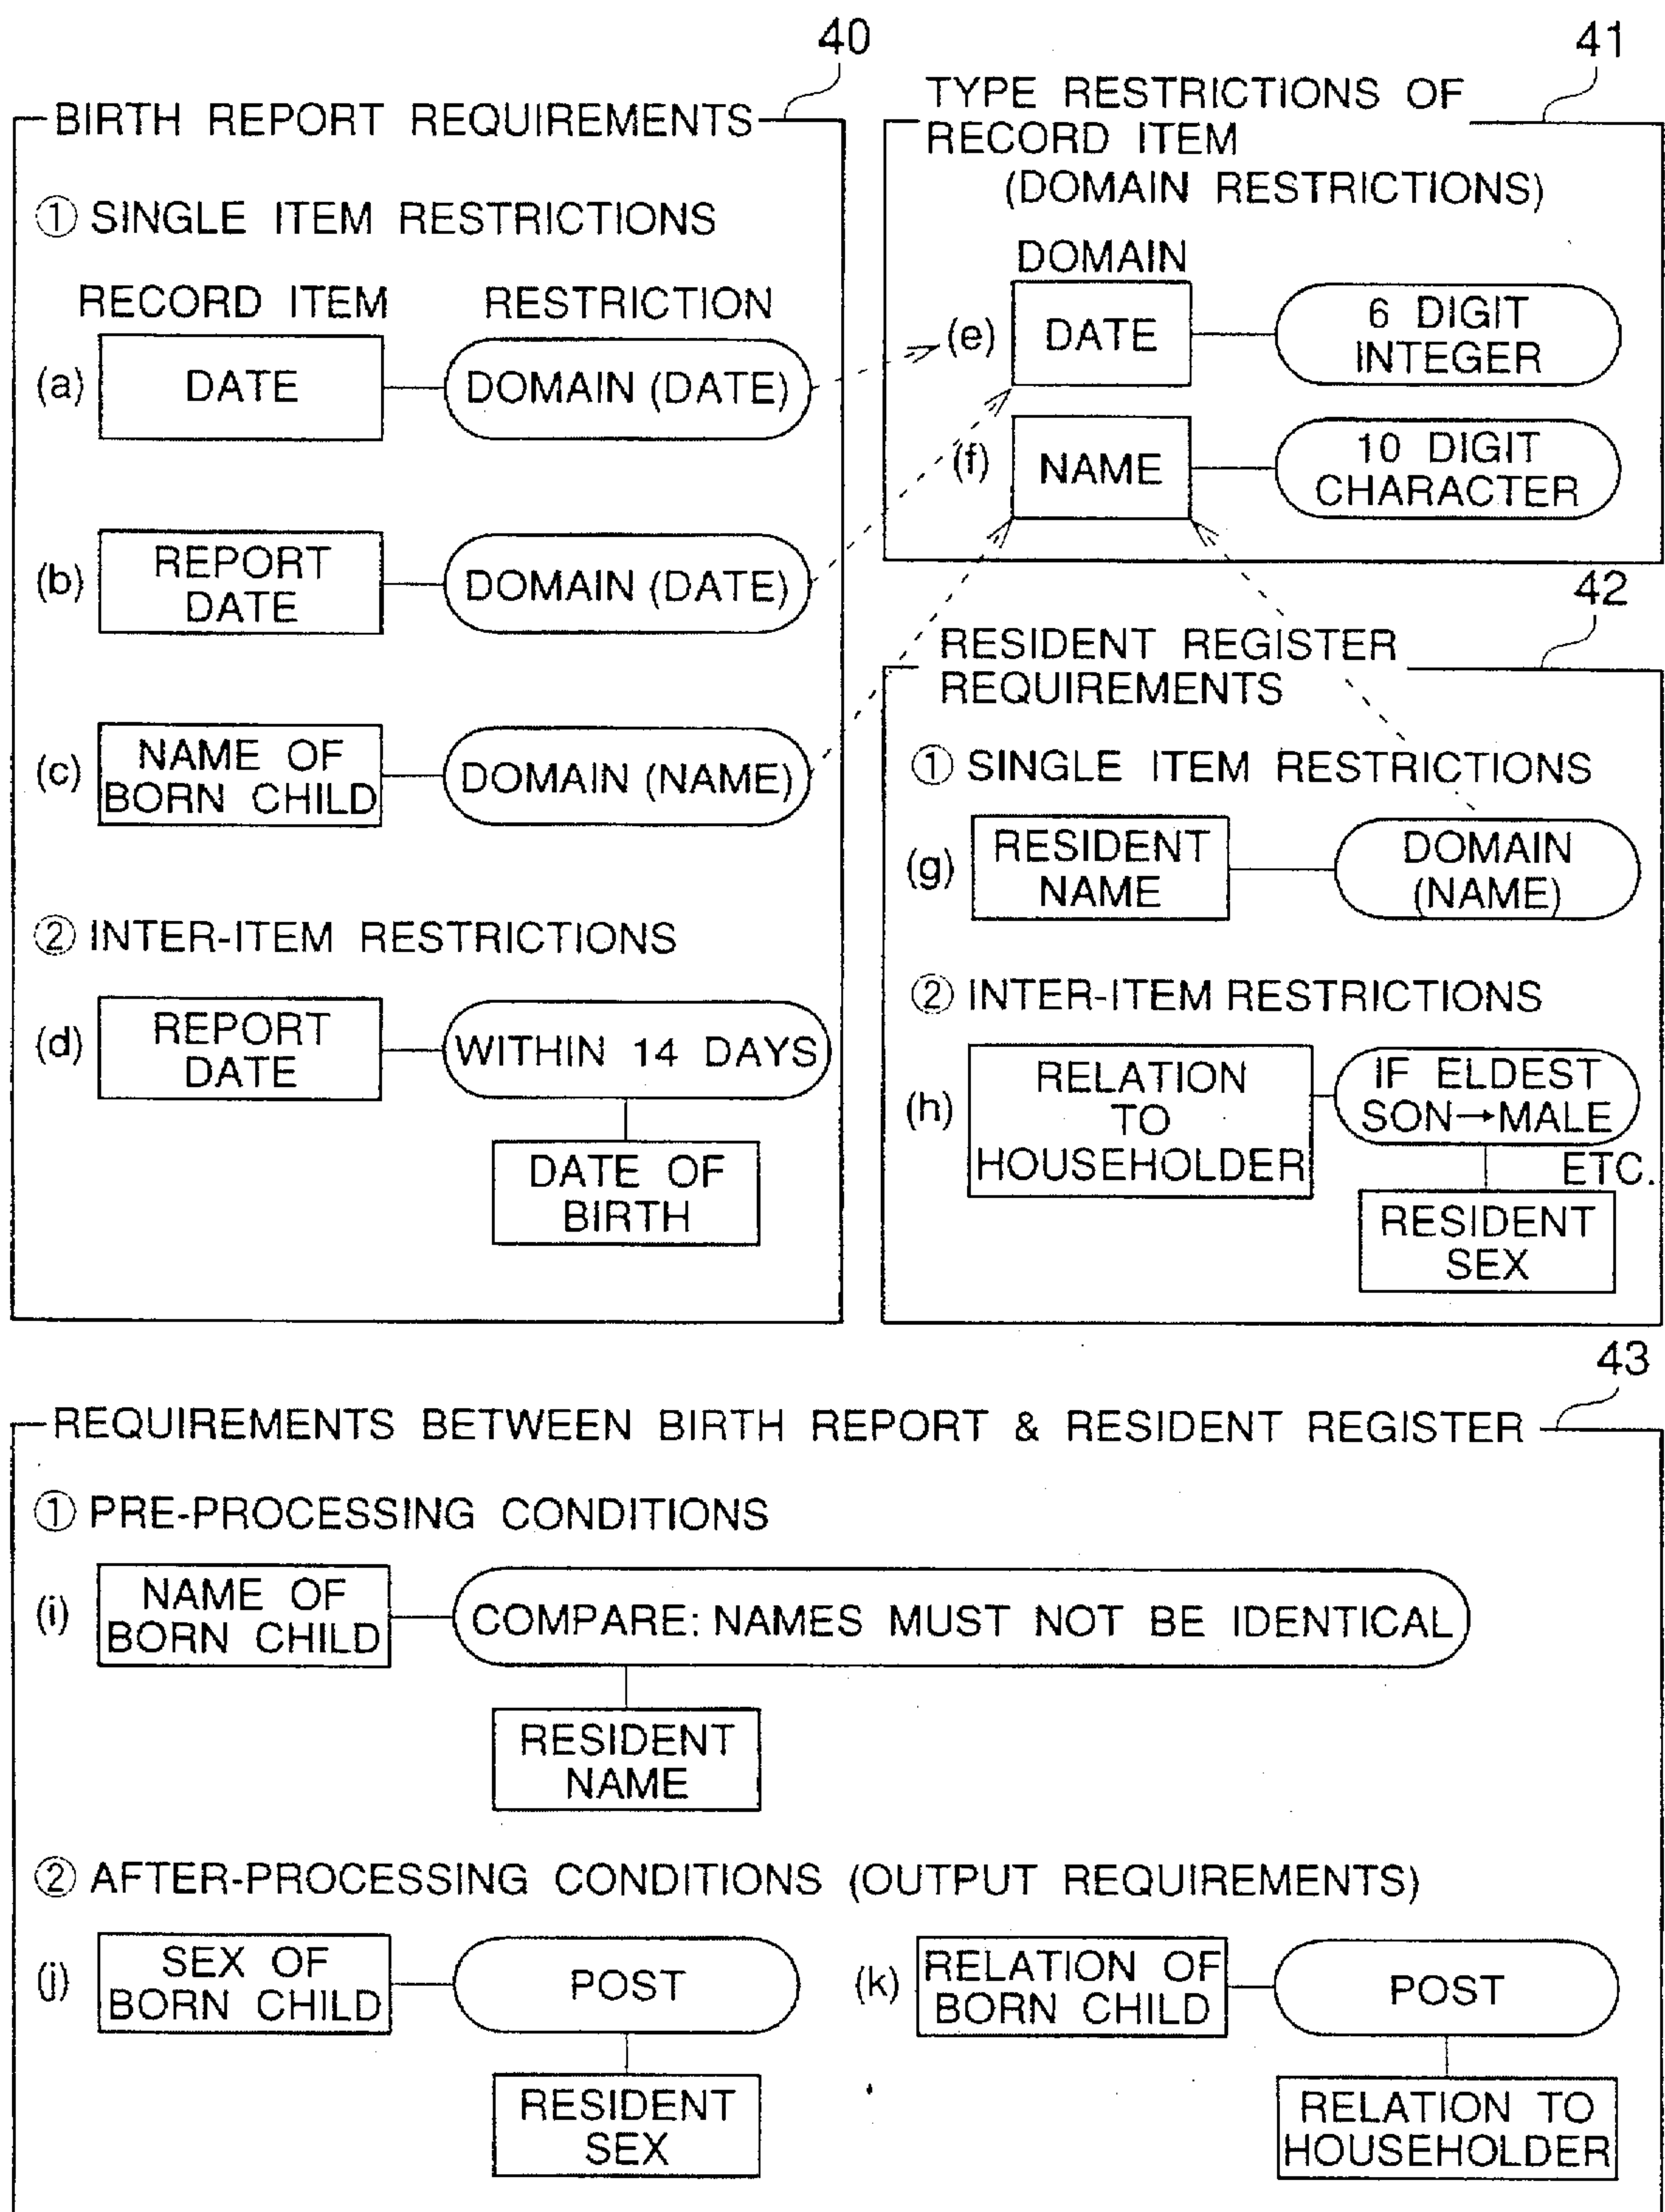 40
BIRTH REPORT REQUIREMENTS
① SINGLE ITEM RESTRICTIONS
RECORD ITEM RESTRICTION
(a) DATE DOMAIN (DATE)
(b) REPORT
DATE
DOMAIN (DATE)
(c) NAME OF
BORN CHILD
DOMAIN (NAME)
② INTER-ITEM RESTRICTIONS
(d) REPORT
DATE
WITHIN 14 DAYS
DATE OF
BIRTH
41
TYPE RESTRICTIONS OF
RECORD ITEM
(DOMAIN RESTRICTIONS)
DOMAIN
(e) DATE
6 DIGIT
INTEGER
(f) NAME
10 DIGIT
CHARACTER
42
RESIDENT REGISTER
REQUIREMENTS
① SINGLE ITEM RESTRICTIONS
(g) RESIDENT
NAME
DOMAIN
(NAME)
② INTER-ITEM RESTRICTIONS
(h) RELATION
TO
HOUSEHOLDER
IF ELDEST
SON→MALE
ETC.
RESIDENT
SEX
43
REQUIREMENTS BETWEEN BIRTH REPORT & RESIDENT REGISTER
① PRE-PROCESSING CONDITIONS
(i) NAME OF
BORN CHILD
COMPARE: NAMES MUST NOT BE IDENTICAL
RESIDENT
NAME
② AFTER-PROCESSING CONDITIONS (OUTPUT REQUIREMENTS)
(j) SEX OF
BORN CHILD
POST
RESIDENT
SEX
(k) RELATION OF
BORN CHILD
POST
RELATION TO
HOUSEHOLDER